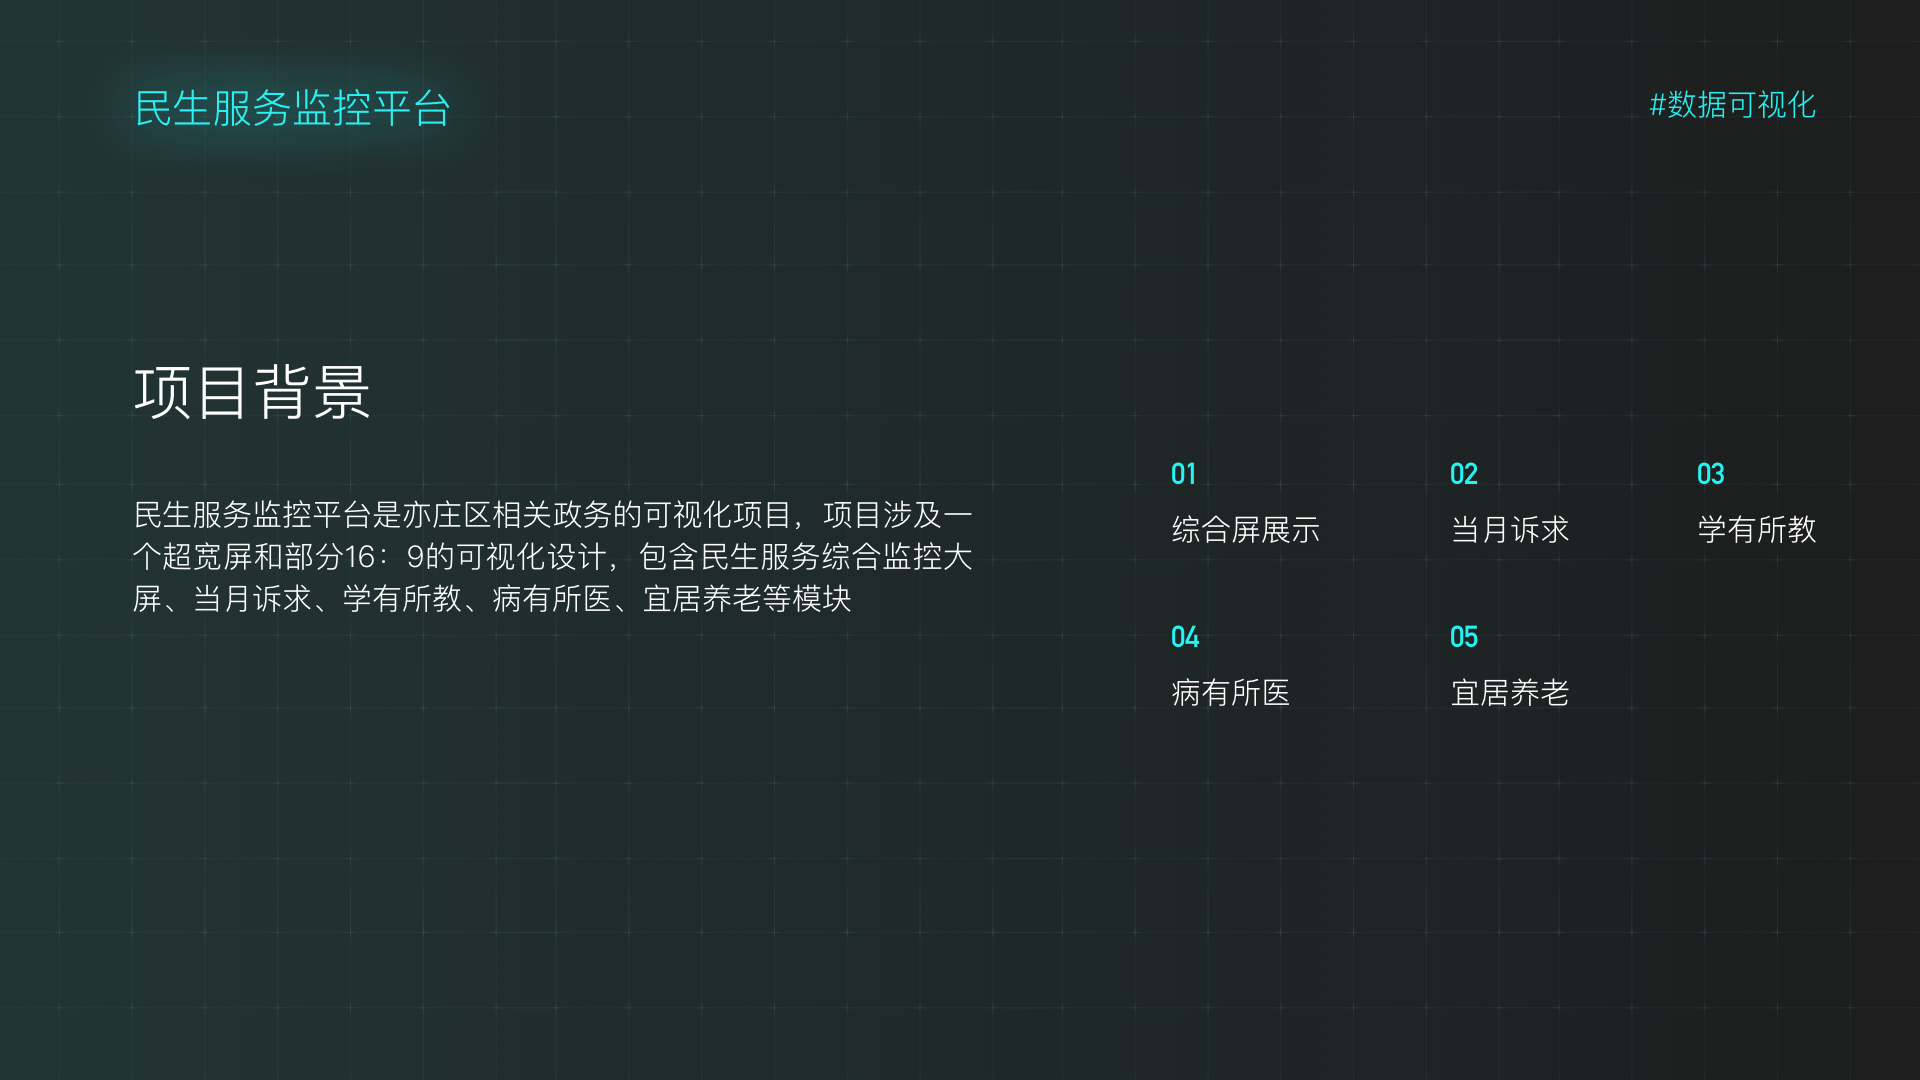 民生服务监控平台
#数据可视化
项目背景
民生服务监控平台是亦庄区相关政务的可视化项目，项目涉及一
个超宽屏和部分16：9的可视化设计，包含民生服务综合监控大
屏、当月诉求、学有所教、病有所医、宜居养老等模块
01
综合屏展示
02
当月诉求
03
学有所教
04
病有所医
05
宜居养老